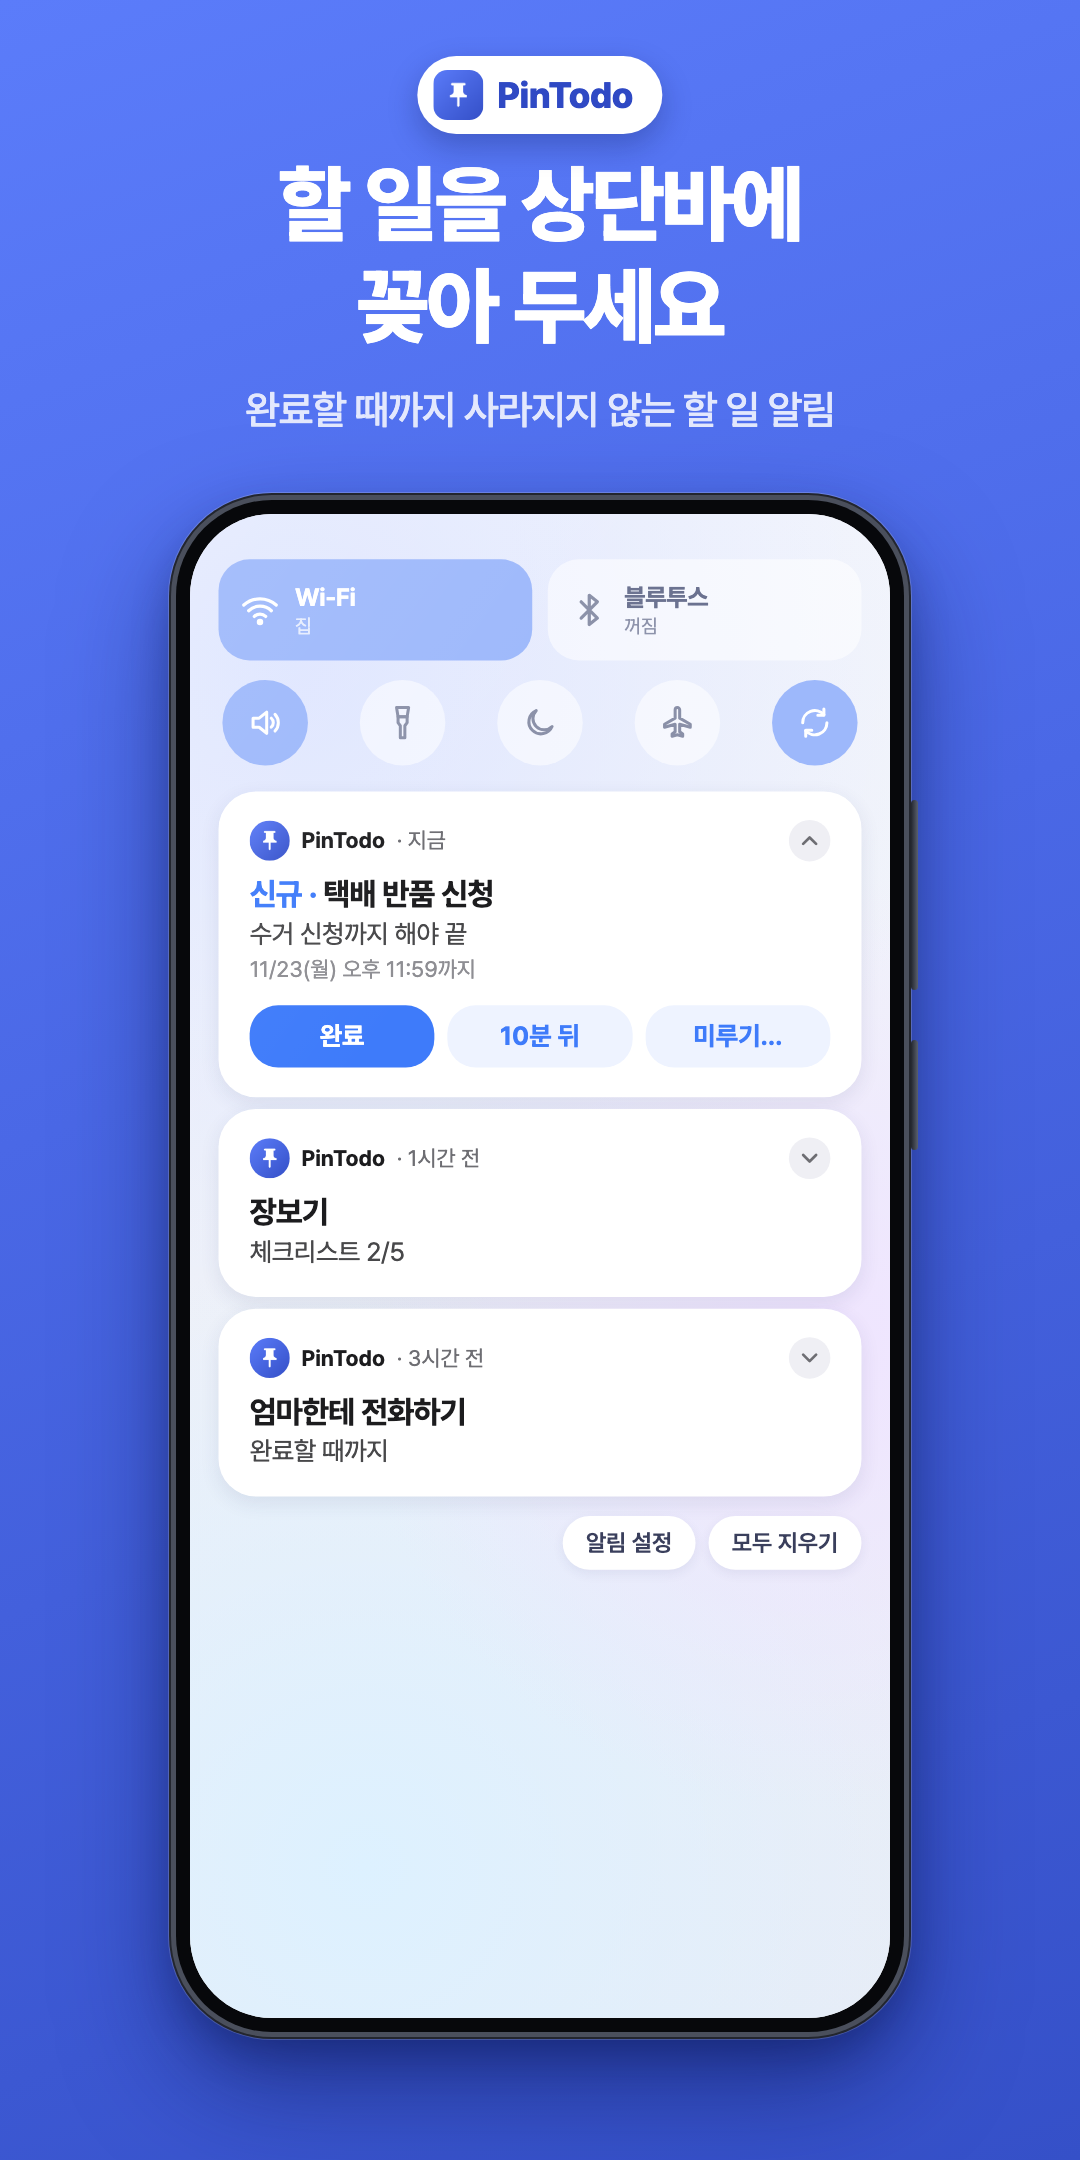 PinTodo
할 일을 상단바에
꽂아 두세요
완료할 때까지 사라지지 않는 할 일 알림
Wi-Fi
집
블루투스
꺼짐
PinTodo · 지금
신규 · 택배 반품 신청
수거 신청까지 해야 끝
11/23(월) 오후 11:59까지
완료
10분 뒤
미루기...
PinTodo · 1시간 전
장보기
체크리스트 2/5
PinTodo · 3시간 전
엄마한테 전화하기
완료할 때까지
알림 설정
모두 지우기